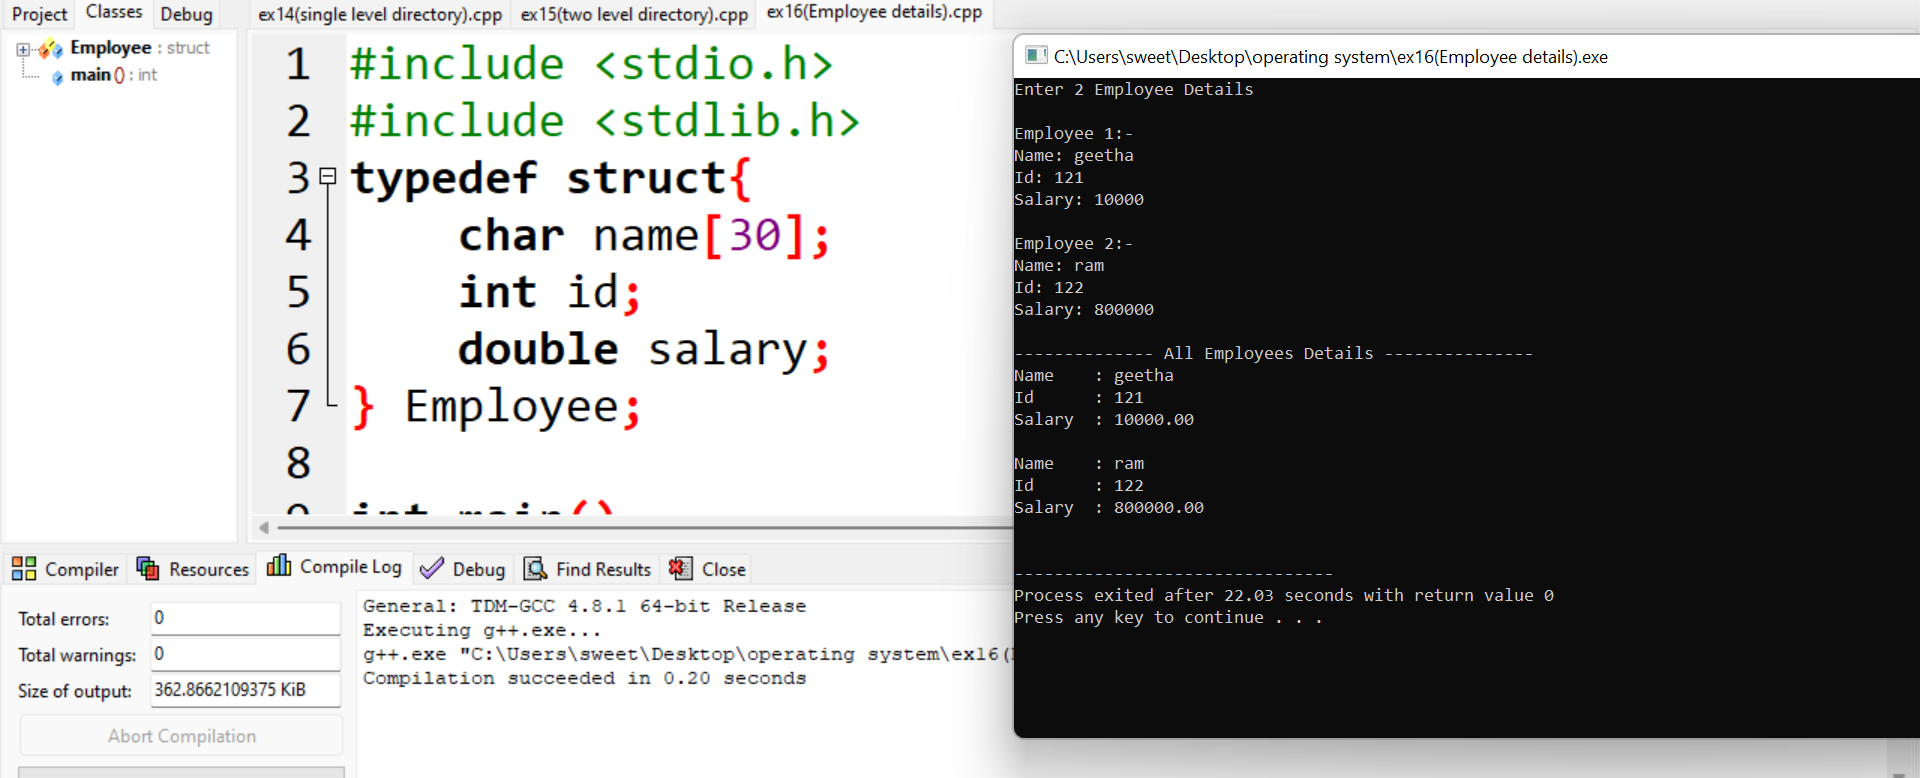 Project Classes Debug
Employee : struct
main () : int
ex14(single level directory).cpp ex15(two level directory).cpp ex16(Employee details).cpp
1 #include <stdio.h>
2 #include <stdlib.h>
3 typedef struct{
4 char name[30];
5 int id;
6 double salary;
7 } Employee;
8
9 int main()
Compiler Resources Compile Log Debug Find Results Close
Total errors: 0
Total warnings: 0
Size of output: 362.8662109375 KiB
Abort Compilation
General: TDM-GCC 4.8.1 64-bit Release
Executing g++.exe...
g++.exe "C:\Users\sweet\Desktop\operating system\ex16(
Compilation succeeded in 0.20 seconds
C:\Users\sweet\Desktop\operating system\ex16(Employee details).exe
Enter 2 Employee Details
Employee 1:-
Name: geetha
Id: 121
Salary: 10000
Employee 2:-
Name: ram
Id: 122
Salary: 800000
-------------- All Employees Details ---------------
Name    : geetha
Id      : 121
Salary  : 10000.00
Name    : ram
Id      : 122
Salary  : 800000.00
--------------------------------
Process exited after 22.03 seconds with return value 0
Press any key to continue . . .